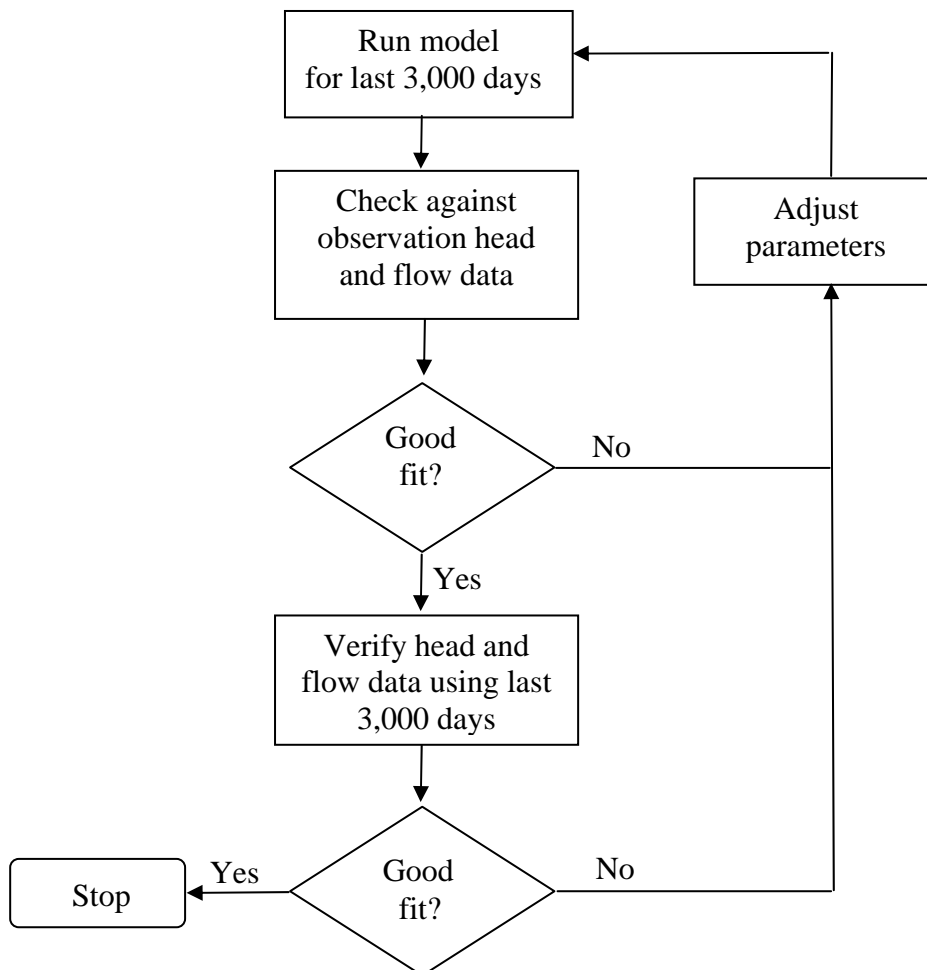 Run model
for last 3,000 days
Check against
observation head
and flow data
Adjust
parameters
Good
fit?
No
Yes
Verify head and
flow data using last
3,000 days
Good
fit?
Yes
No
Stop